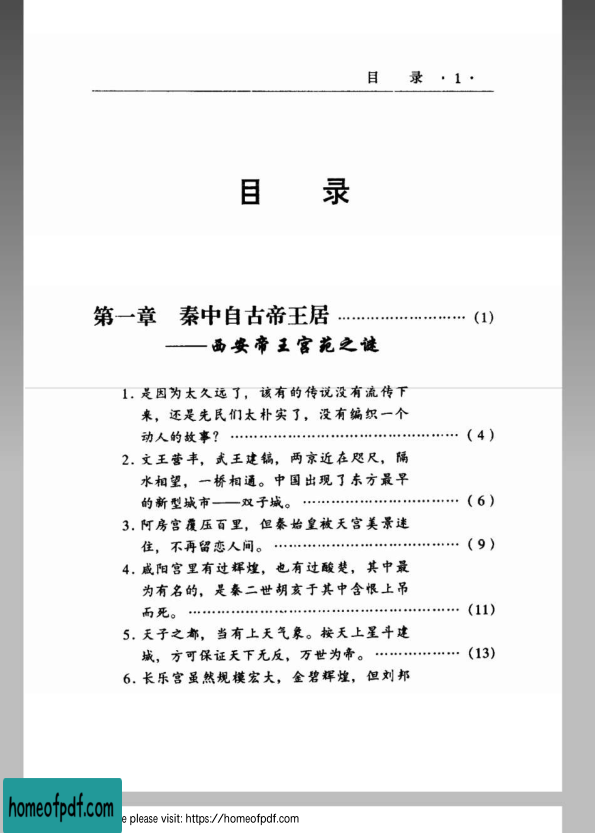 目 录 ·1·
目 录
第一章 秦中自古帝王居 ………………………… (1)
——西安帝王宫苑之谜
1. 是因为太久远了，该有的传说没有流传下
来，还是先民们太朴实了，没有编织一个
动人的故事？ ………………………………………… (4)
2. 文王营丰，武王建镐，两京近在咫尺，隔
水相望，一桥相通。中国出现了东方最早
的新型城市——双子城。 …………………………… (6)
3. 阿房宫覆压百里，但秦始皇被天宫美景迷
住，不再留恋人间。 ………………………………… (9)
4. 咸阳宫里有过辉煌，也有过酸楚，其中最
为有名的，是秦二世胡亥于其中含恨上吊
而死。 ………………………………………………… (11)
5. 天子之都，当有上天气象。按天上星斗建
城，方可保证天下无反，万世为帝。 ……………… (13)
6. 长乐宫虽然规模宏大，金碧辉煌，但刘邦
homeofpdf.com
e please visit: https://homeofpdf.com